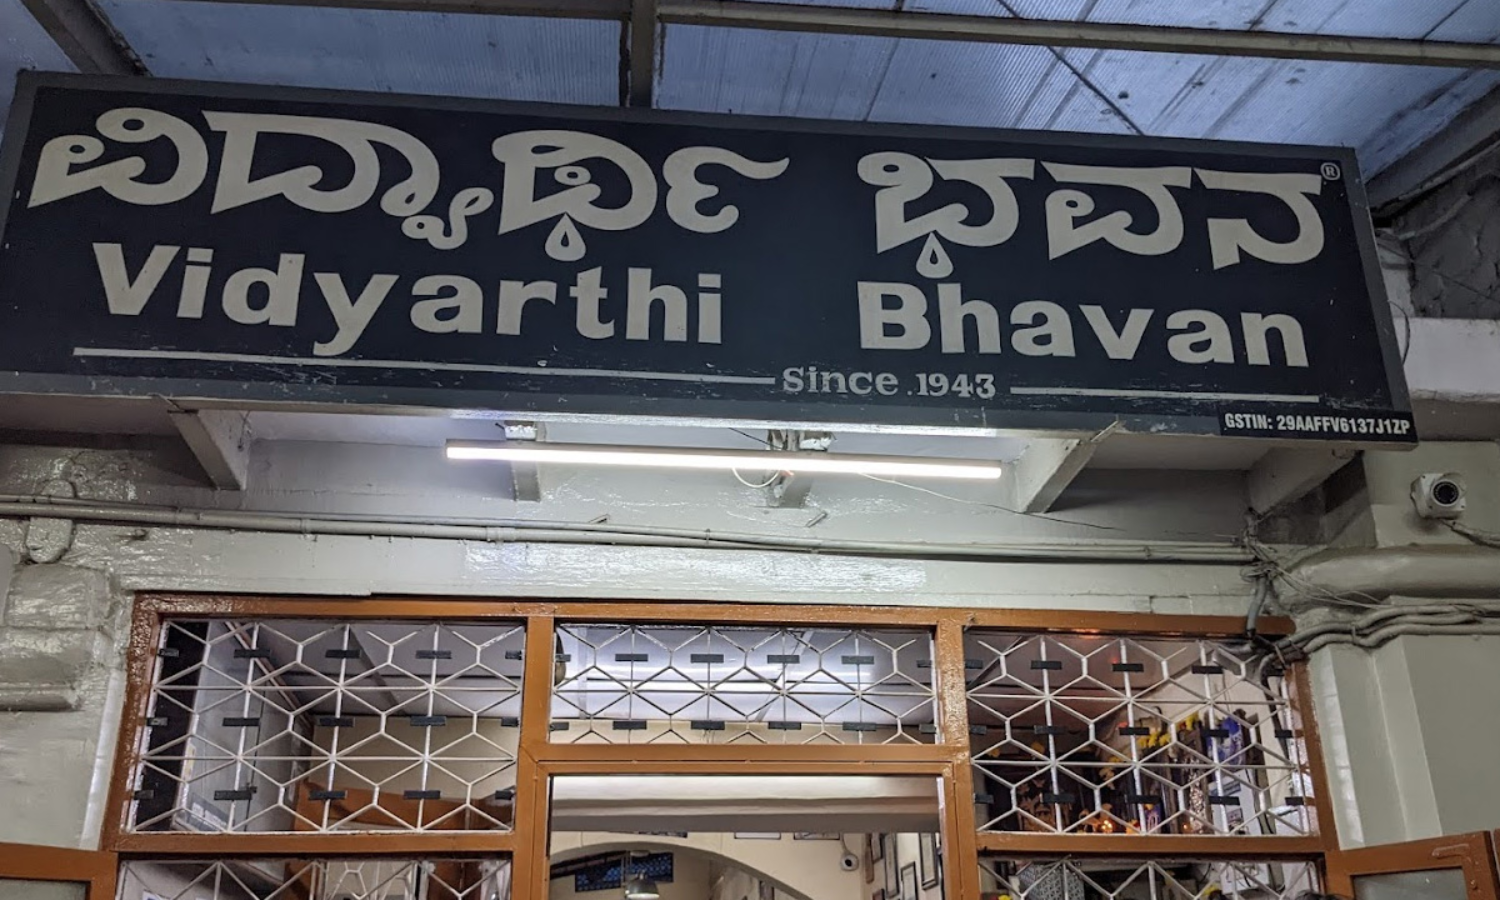 ವಿದ್ಯಾರ್ಥಿ ಭವನ ®
Vidyarthi Bhavan
Since.1943
GSTIN: 29AAFFV6137J1ZP